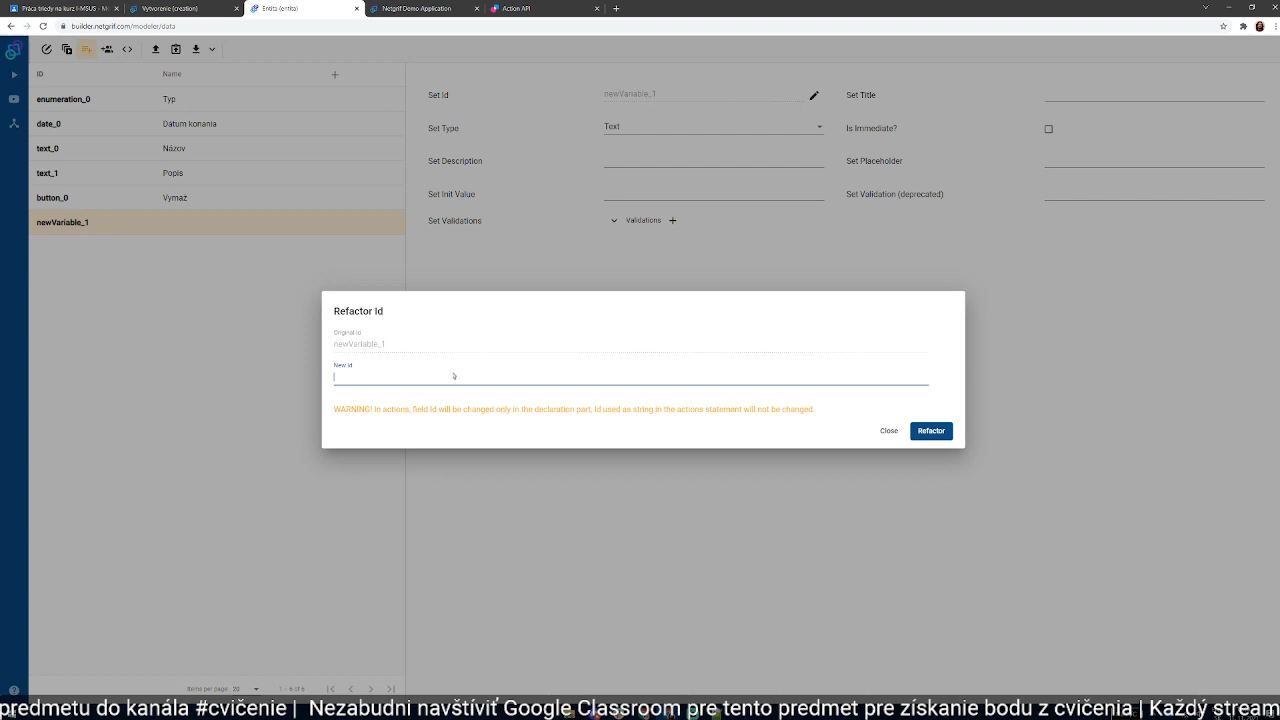 Práca triedy na kurz I-MSUS - M
Vytvorenie (creation)
Entita (entita)
Netgrif Demo Application
Action API
builder.netgrif.com/modeler/data
ID Name
enumeration_0 Typ
date_0 Dátum konania
text_0 Názov
text_1 Popis
button_0 Vymaž
newVariable_1
Set Id newVariable_1 Set Title
Set Type Text Is Immediate?
Set Description Set Placeholder
Set Init Value Set Validation (deprecated)
Set Validations Validations
Refactor Id
Original Id
newVariable_1
New Id
WARNING! In actions, field Id will be changed only in the declaration part, Id used as string in the actions statement will not be changed.
Close Refactor
Items per page: 20 1 – 6 of 6
predmetu do kanála #cvičenie | Nezabudni navštíviť Google Classroom pre tento predmet pre získanie bodu z cvičenia | Každý stream